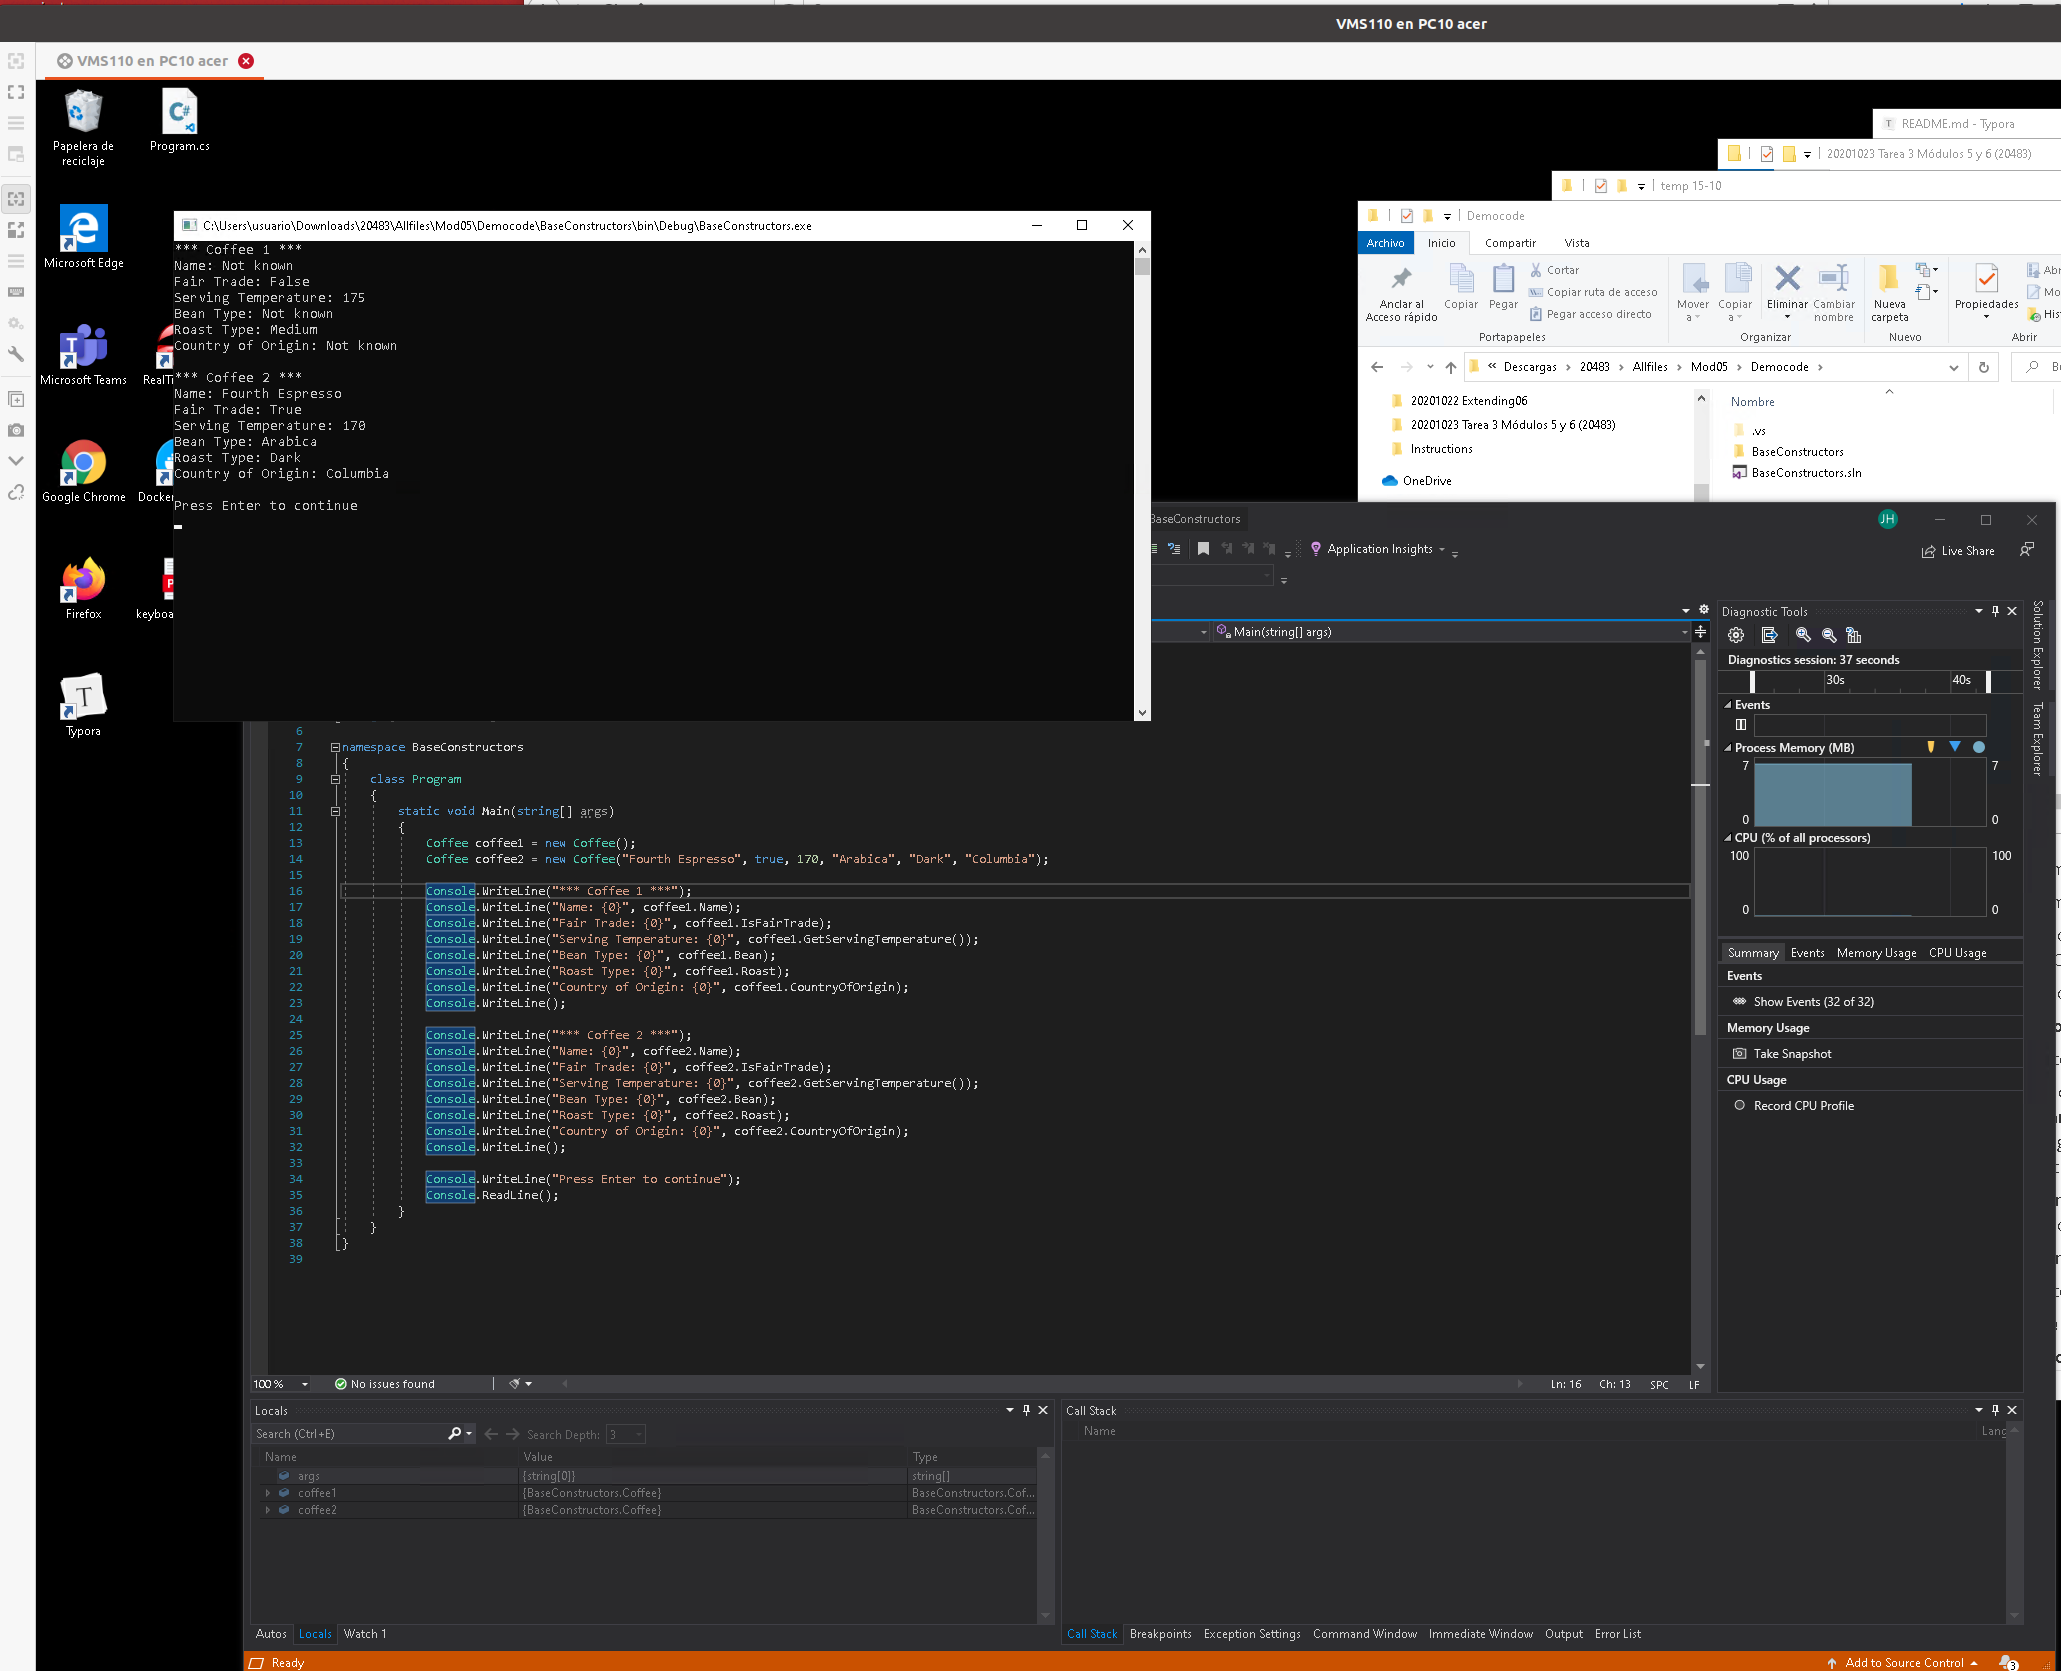 VMS110 en PC10 acer
VMS110 en PC10 acer
Papelera de
reciclaje
Program.cs
Microsoft Edge
Microsoft Teams
RealTi
Google Chrome
Docker
Firefox
keyboa
Typora
README.md - Typora
20201023 Tarea 3 Módulos 5 y 6 (20483)
temp 15-10
Democode
Archivo
Inicio
Compartir
Vista
Anclar al
Acceso rápido
Copiar
Pegar
Cortar
Copiar ruta de acceso
Pegar acceso directo
Portapapeles
Mover
a
Copiar
a
Eliminar
Cambiar
nombre
Organizar
Nueva
carpeta
Nuevo
Propiedades
Abr
Mo
Hist
Abrir
« Descargas > 20483 > Allfiles > Mod05 > Democode >
20201022 Extending06
20201023 Tarea 3 Módulos 5 y 6 (20483)
Instructions
OneDrive
Nombre
.vs
BaseConstructors
BaseConstructors.sln
C:\Users\usuario\Downloads\20483\Allfiles\Mod05\Democode\BaseConstructors\bin\Debug\BaseConstructors.exe
*** Coffee 1 ***
Name: Not known
Fair Trade: False
Serving Temperature: 175
Bean Type: Not known
Roast Type: Medium
Country of Origin: Not known
*** Coffee 2 ***
Name: Fourth Espresso
Fair Trade: True
Serving Temperature: 170
Bean Type: Arabica
Roast Type: Dark
Country of Origin: Columbia
Press Enter to continue
BaseConstructors
JH
Application Insights
Live Share
Main(string[] args)
Solution Explorer
Team Explorer
6
7 namespace BaseConstructors
8 {
9 class Program
10 {
11 static void Main(string[] args)
12 {
13 Coffee coffee1 = new Coffee();
14 Coffee coffee2 = new Coffee("Fourth Espresso", true, 170, "Arabica", "Dark", "Columbia");
15
16 Console.WriteLine("*** Coffee 1 ***");
17 Console.WriteLine("Name: {0}", coffee1.Name);
18 Console.WriteLine("Fair Trade: {0}", coffee1.IsFairTrade);
19 Console.WriteLine("Serving Temperature: {0}", coffee1.GetServingTemperature());
20 Console.WriteLine("Bean Type: {0}", coffee1.Bean);
21 Console.WriteLine("Roast Type: {0}", coffee1.Roast);
22 Console.WriteLine("Country of Origin: {0}", coffee1.CountryOfOrigin);
23 Console.WriteLine();
24
25 Console.WriteLine("*** Coffee 2 ***");
26 Console.WriteLine("Name: {0}", coffee2.Name);
27 Console.WriteLine("Fair Trade: {0}", coffee2.IsFairTrade);
28 Console.WriteLine("Serving Temperature: {0}", coffee2.GetServingTemperature());
29 Console.WriteLine("Bean Type: {0}", coffee2.Bean);
30 Console.WriteLine("Roast Type: {0}", coffee2.Roast);
31 Console.WriteLine("Country of Origin: {0}", coffee2.CountryOfOrigin);
32 Console.WriteLine();
33
34 Console.WriteLine("Press Enter to continue");
35 Console.ReadLine();
36 }
37 }
38 }
39
100 %
No issues found
Ln: 16 Ch: 13 SPC LF
Diagnostic Tools
Diagnostics session: 37 seconds
30s 40s
Events
Process Memory (MB)
7 7
0 0
CPU (% of all processors)
100 100
0 0
Summary Events Memory Usage CPU Usage
Events
Show Events (32 of 32)
Memory Usage
Take Snapshot
CPU Usage
Record CPU Profile
Locals
Search (Ctrl+E)
Search Depth: 3
Name Value Type
args {string[0]} string[]
coffee1 {BaseConstructors.Coffee} BaseConstructors.Cof...
coffee2 {BaseConstructors.Coffee} BaseConstructors.Cof...
Autos Locals Watch 1
Call Stack
Name Lang
Call Stack Breakpoints Exception Settings Command Window Immediate Window Output Error List
Ready
Add to Source Control
3